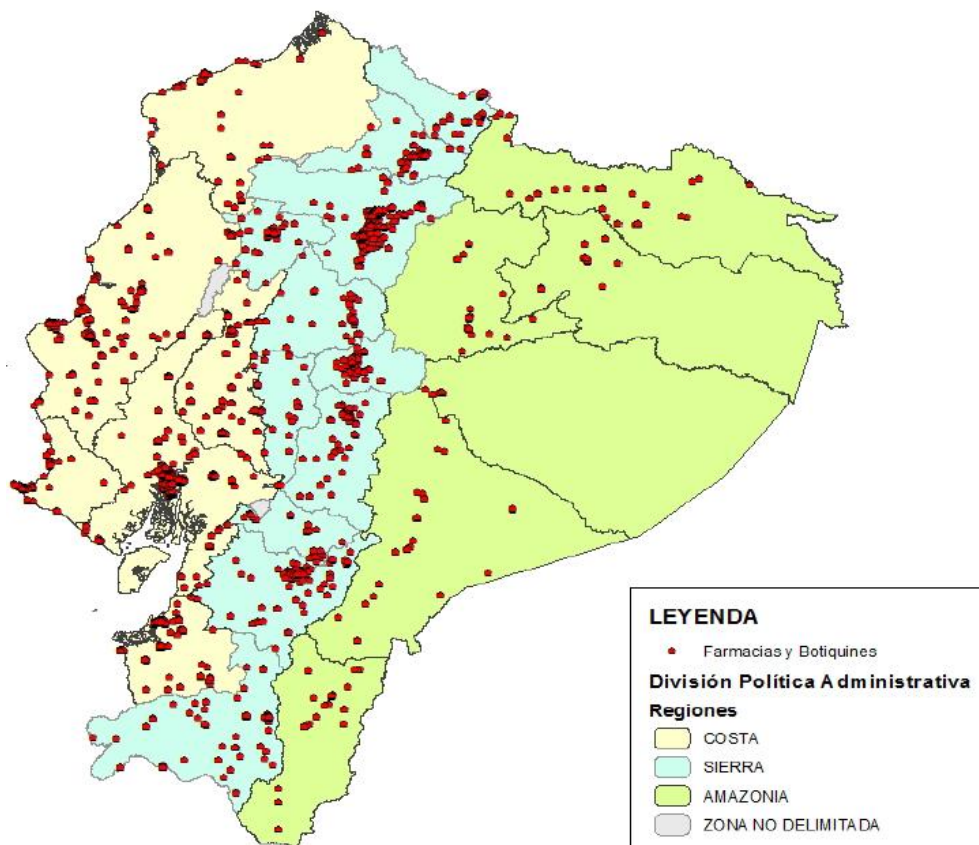 LEYENDA
Farmacias y Botiquines
División Política Administrativa
Regiones
COSTA
SIERRA
AMAZONIA
ZONA NO DELIMITADA